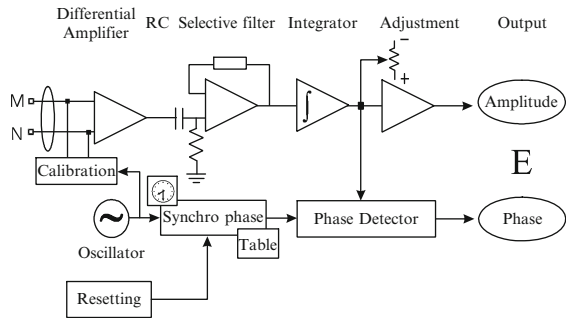 Differential Amplifier RC Selective filter Integrator Adjustment Output
M
N
−
+
∫
Amplitude
Calibration
E
~
Oscillator
Synchro phase
Table
Phase Detector
Phase
Resetting